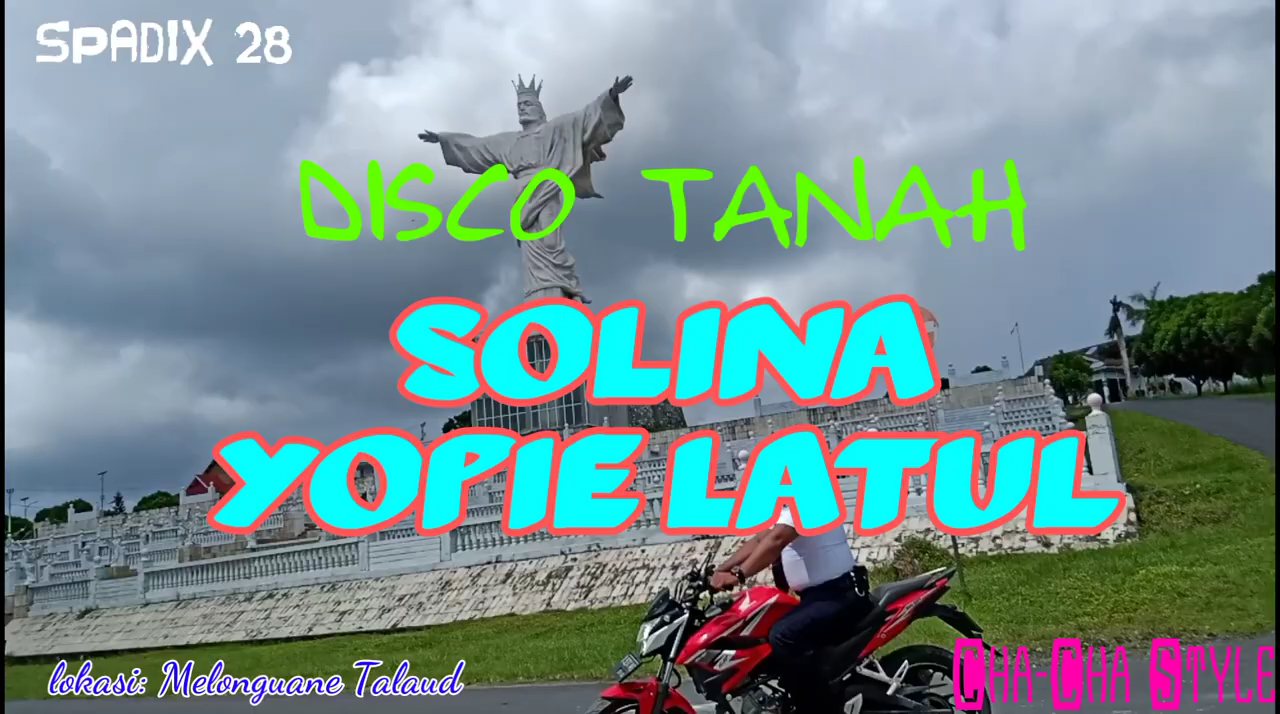 SPADIX 28
DISCO TANAH
SOLINA
YOPIE LATUL
lokasi: Melonguane Talaud
CHA-CHA STYLE